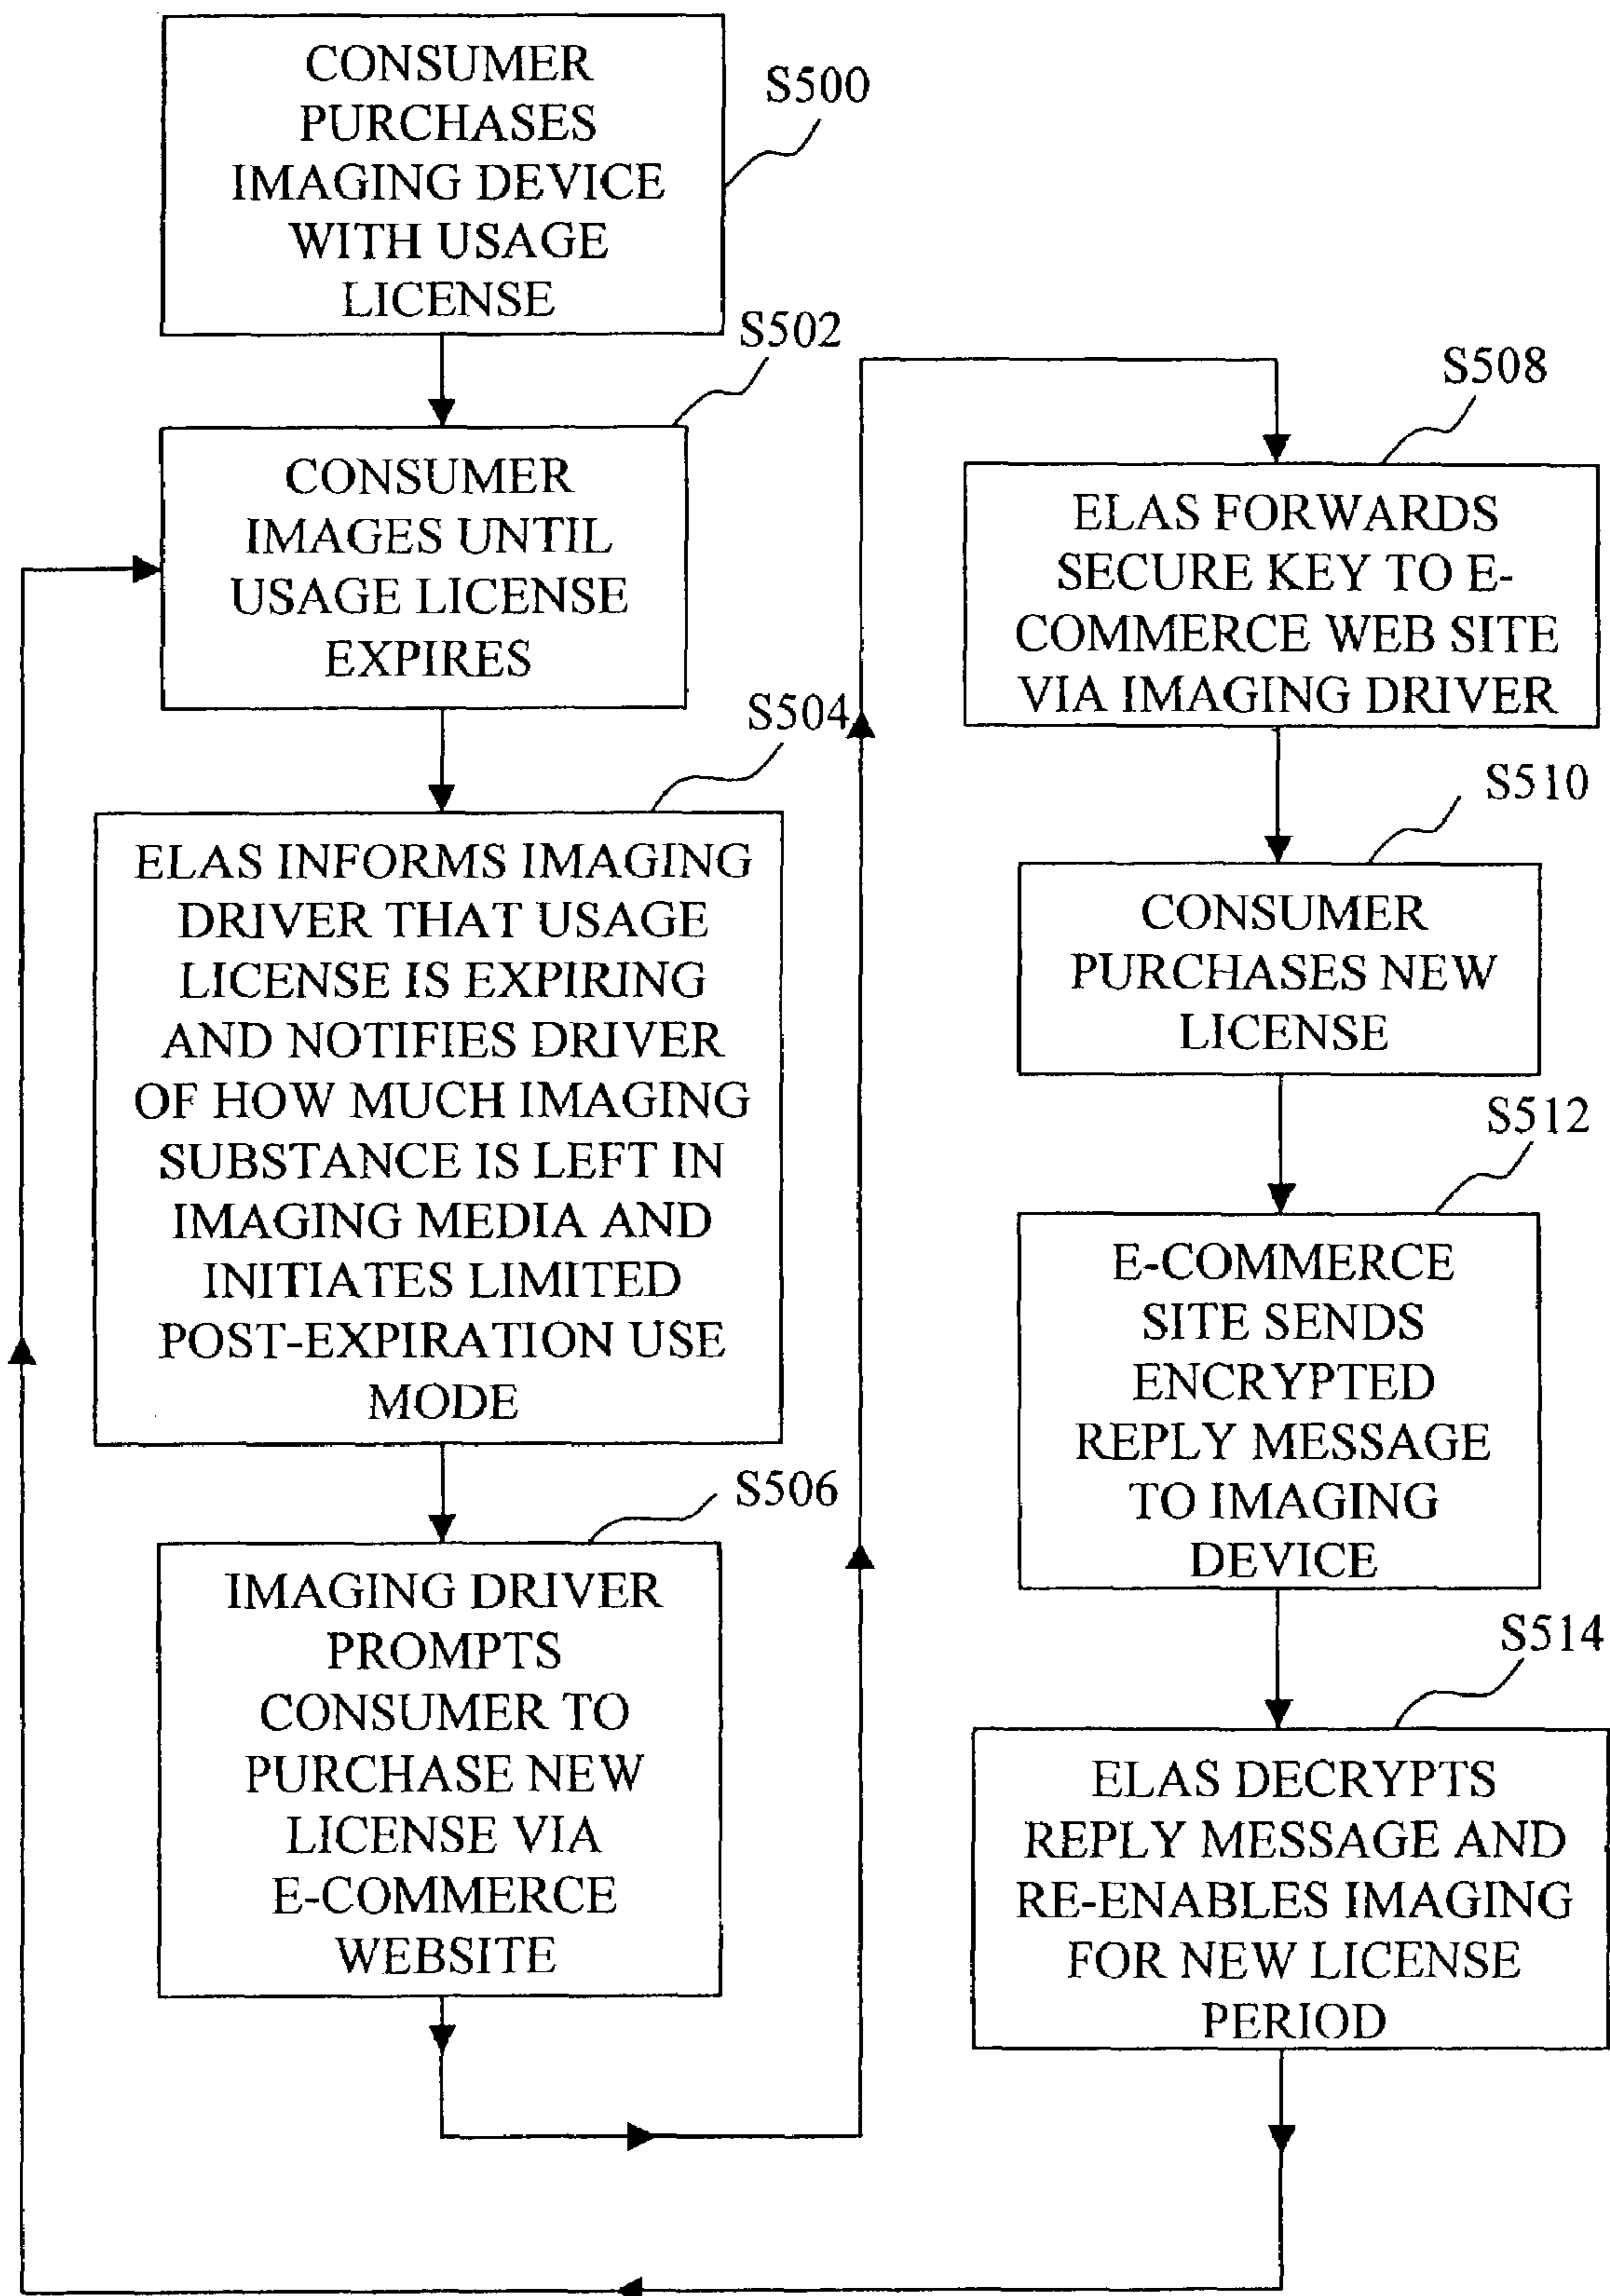 CONSUMER
PURCHASES
IMAGING DEVICE
WITH USAGE
LICENSE
S500
CONSUMER
IMAGES UNTIL
USAGE LICENSE
EXPIRES
S502
ELAS INFORMS IMAGING
DRIVER THAT USAGE
LICENSE IS EXPIRING
AND NOTIFIES DRIVER
OF HOW MUCH IMAGING
SUBSTANCE IS LEFT IN
IMAGING MEDIA AND
INITIATES LIMITED
POST-EXPIRATION USE
MODE
S504
IMAGING DRIVER
PROMPTS
CONSUMER TO
PURCHASE NEW
LICENSE VIA
E-COMMERCE
WEBSITE
S506
ELAS FORWARDS
SECURE KEY TO E-
COMMERCE WEB SITE
VIA IMAGING DRIVER
S508
CONSUMER
PURCHASES NEW
LICENSE
S510
E-COMMERCE
SITE SENDS
ENCRYPTED
REPLY MESSAGE
TO IMAGING
DEVICE
S512
ELAS DECRYPTS
REPLY MESSAGE AND
RE-ENABLES IMAGING
FOR NEW LICENSE
PERIOD
S514